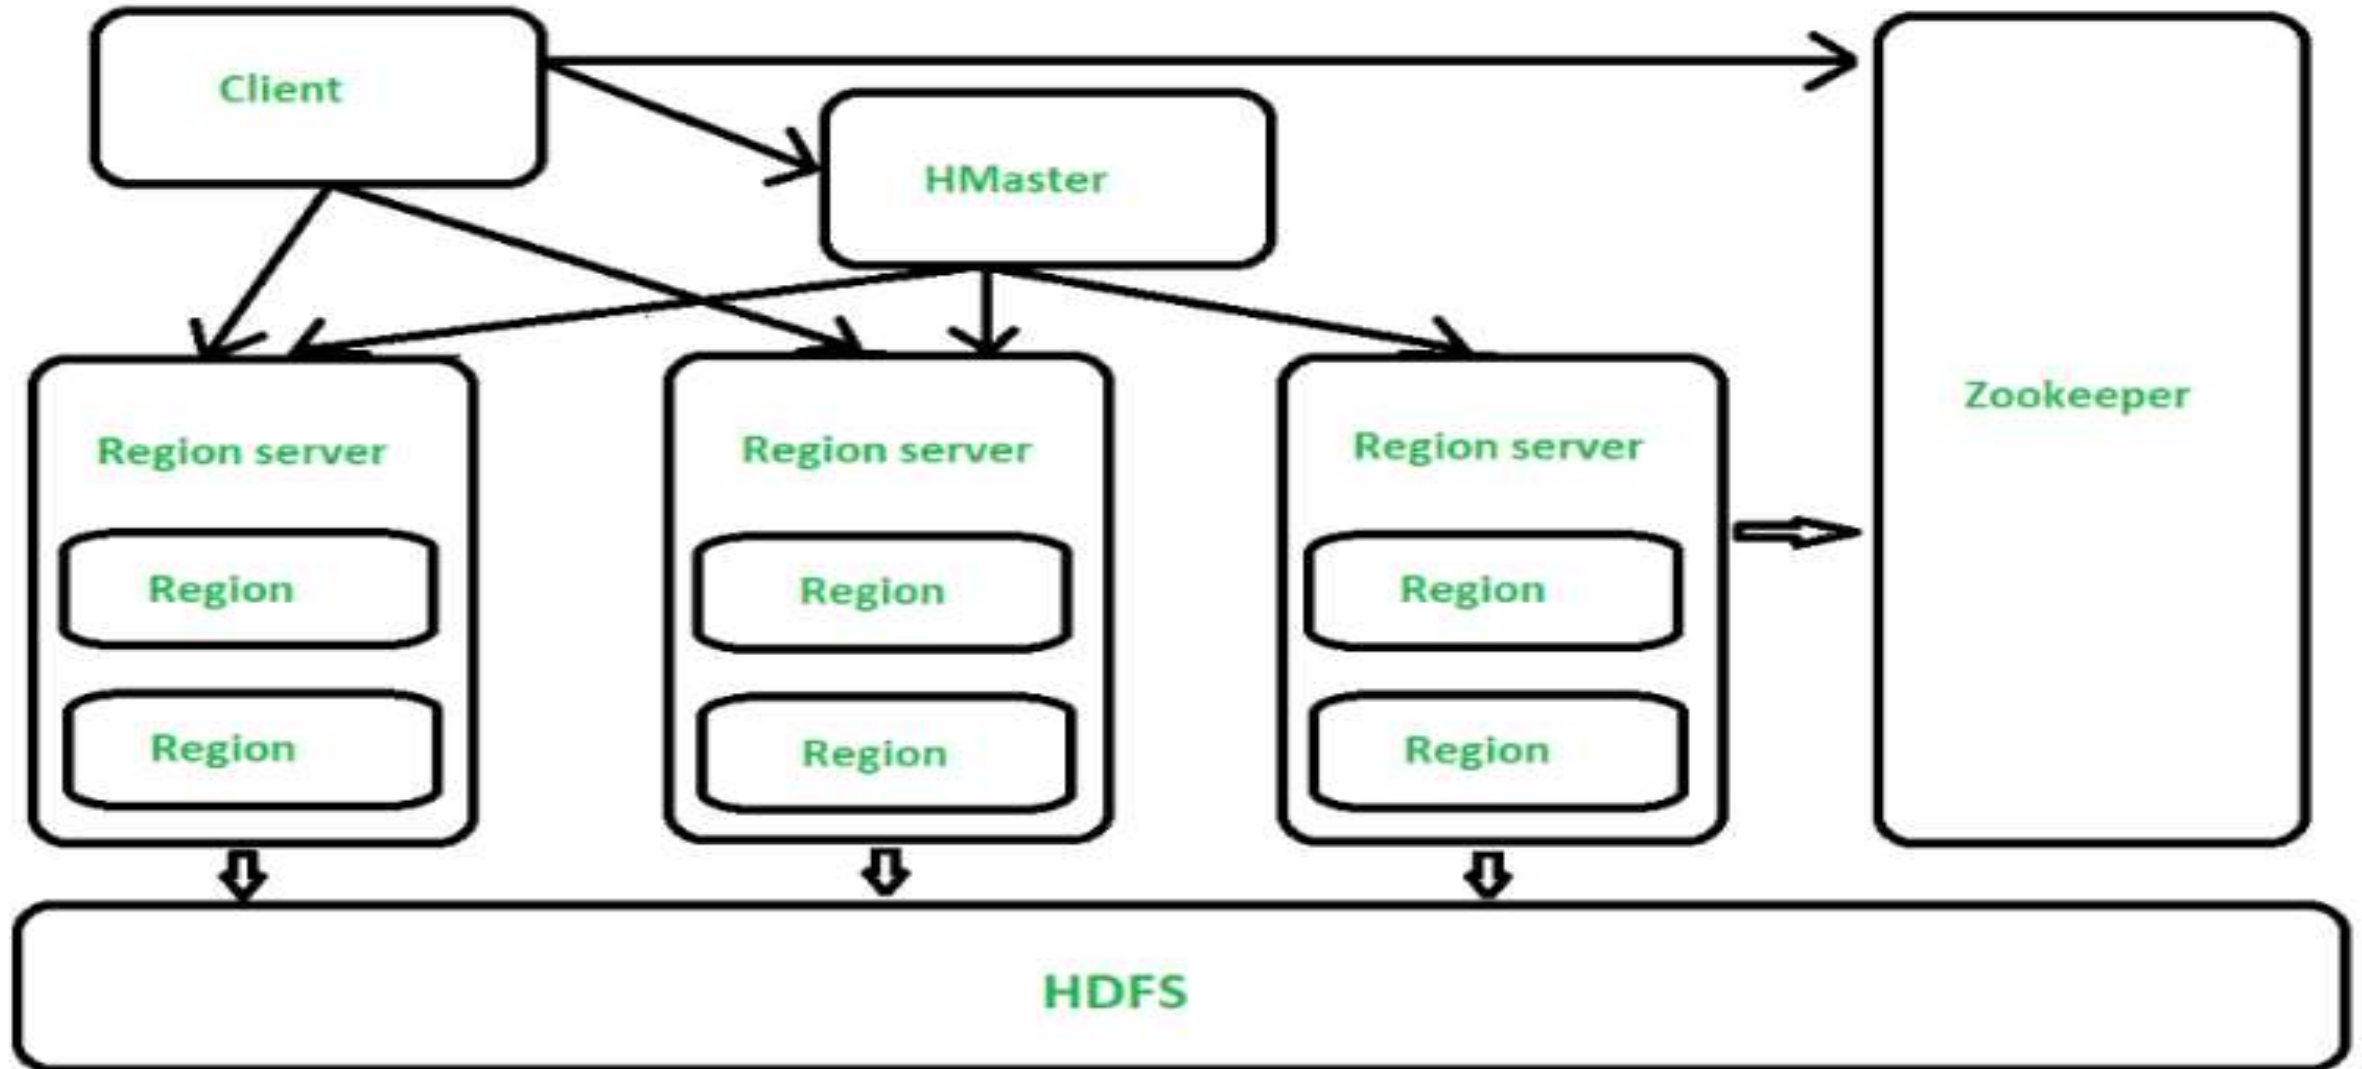 Client
HMaster
Zookeeper
Region server
Region server
Region server
Region
Region
Region
Region
Region
Region
HDFS